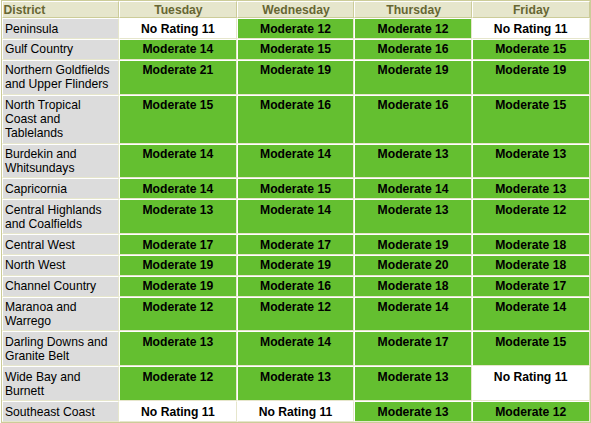 District Tuesday Wednesday Thursday Friday
Peninsula No Rating 11 Moderate 12 Moderate 12 No Rating 11
Gulf Country Moderate 14 Moderate 15 Moderate 16 Moderate 15
Northern Goldfields Moderate 21 Moderate 19 Moderate 19 Moderate 19
and Upper Flinders
North Tropical Moderate 15 Moderate 16 Moderate 16 Moderate 15
Coast and
Tablelands
Burdekin and Moderate 14 Moderate 14 Moderate 13 Moderate 13
Whitsundays
Capricornia Moderate 14 Moderate 15 Moderate 14 Moderate 13
Central Highlands Moderate 13 Moderate 14 Moderate 13 Moderate 12
and Coalfields
Central West Moderate 17 Moderate 17 Moderate 19 Moderate 18
North West Moderate 19 Moderate 19 Moderate 20 Moderate 18
Channel Country Moderate 19 Moderate 16 Moderate 18 Moderate 17
Maranoa and Moderate 12 Moderate 12 Moderate 14 Moderate 14
Warrego
Darling Downs and Moderate 13 Moderate 14 Moderate 17 Moderate 15
Granite Belt
Wide Bay and Moderate 12 Moderate 13 Moderate 13 No Rating 11
Burnett
Southeast Coast No Rating 11 No Rating 11 Moderate 13 Moderate 12